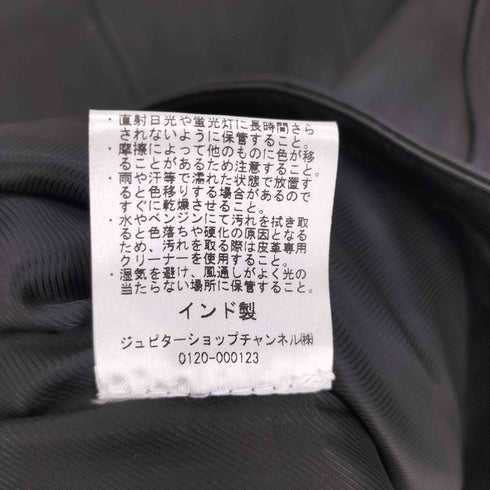 ・直射日光や蛍光灯に長時間さら
されないように保管すること。
・摩擦によって他のものに色が移
ることがあるため注意すること。
・雨や汗等で濡れた状態で放置す
ると色移りする場合があるので
すぐに乾燥させること。
・水やベンジンにて汚れを拭き取
ると色落ちや硬化の原因となる
ため、汚れを取る際は皮革専用
クリーナーを使用すること。
・湿気を避け、風通しがよく光の
当たらない場所に保管すること。
インド製
ジュピターショップチャンネル㈱
0120-000123